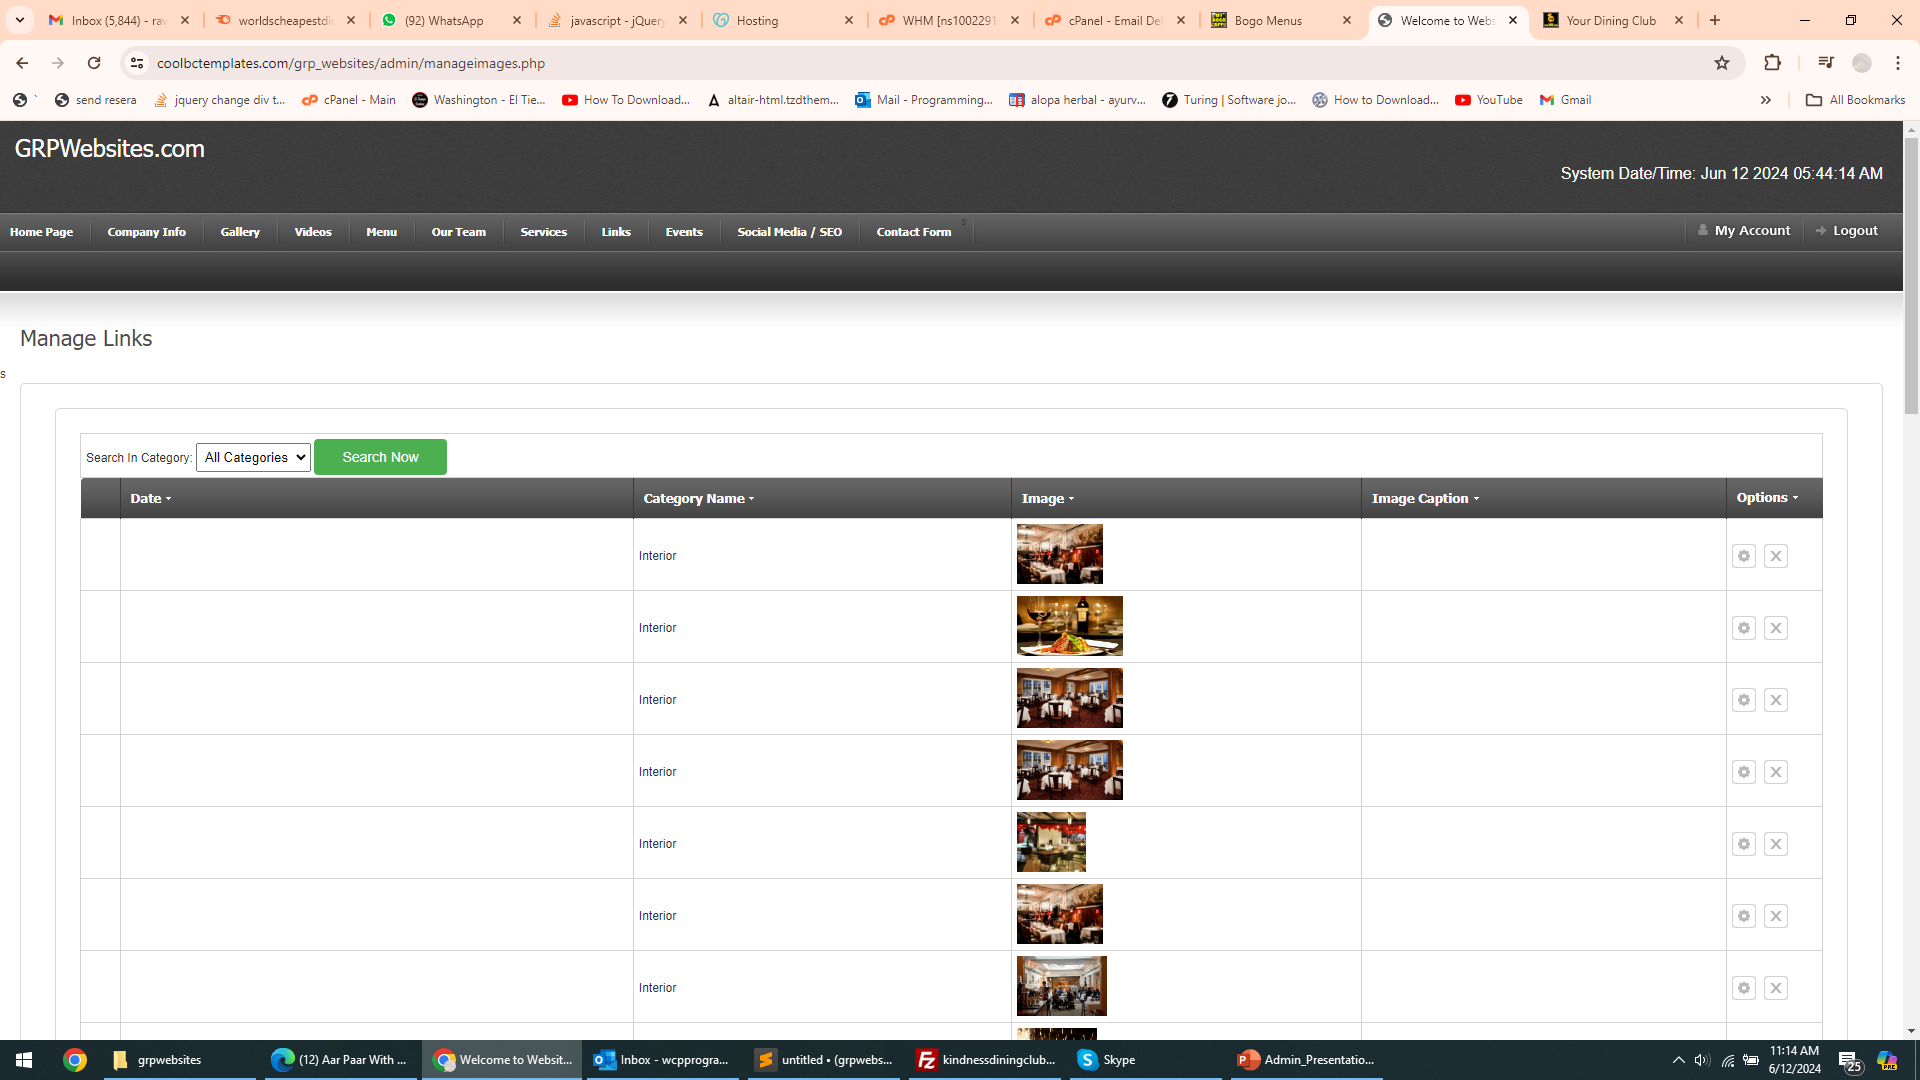 Inbox (5,844) - rav
worldscheapestdin
(92) WhatsApp
javascript - jQuery
Hosting
WHM [ns1002291
cPanel - Email Del
Bogo Menus
Welcome to Webs
Your Dining Club
coolbctemplates.com/grp_websites/admin/manageimages.php
send resera
jquery change div t...
cPanel - Main
Washington - El Tie...
How To Download...
altair-html.tzdthem...
Mail - Programming...
alopa herbal - ayurv...
Turing | Software jo...
How to Download...
YouTube
Gmail
All Bookmarks
GRPWebsites.com
System Date/Time: Jun 12 2024 05:44:14 AM
Home Page
Company Info
Gallery
Videos
Menu
Our Team
Services
Links
Events
Social Media / SEO
Contact Form
s
My Account
Logout
Manage Links
s
Search In Category: All Categories Search Now
Date
Category Name
Image
Image Caption
Options
Interior
Interior
Interior
Interior
Interior
Interior
Interior
grpwebsites
(12) Aar Paar With ...
Welcome to Websit...
Inbox - wcpprogra...
untitled • (grpwebs...
kindnessdiningclub...
Skype
Admin_Presentatio...
11:14 AM
6/12/2024
25